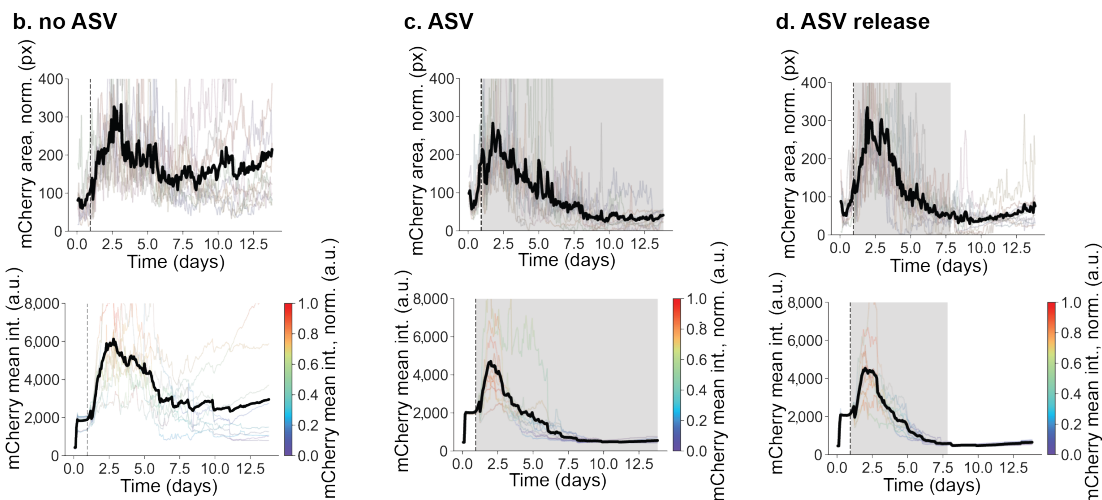 b. no ASV
mCherry area, norm. (px)
400
300
200
100
0
0.0 2.5 5.0 7.5 10.0 12.5
Time (days)
mCherry mean int. (a.u.)
8,000
6,000
4,000
2,000
0
0.0 2.5 5.0 7.5 10.0 12.5
Time (days)
1.0
0.8
0.6
0.4
0.2
0.0
mCherry mean int., norm. (a.u.)
c. ASV
mCherry area, norm. (px)
400
300
200
100
0
0.0 2.5 5.0 7.5 10.0 12.5
Time (days)
mCherry mean int. (a.u.)
8,000
6,000
4,000
2,000
0
0.0 2.5 5.0 7.5 10.0 12.5
Time (days)
1.0
0.8
0.6
0.4
0.2
0.0
mCherry mean int., norm. (a.u.)
d. ASV release
mCherry area, norm. (px)
400
300
200
100
0
0.0 2.5 5.0 7.5 10.0 12.5
Time (days)
mCherry mean int. (a.u.)
8,000
6,000
4,000
2,000
0
0.0 2.5 5.0 7.5 10.0 12.5
Time (days)
1.0
0.8
0.6
0.4
0.2
0.0
mCherry mean int., norm. (a.u.)